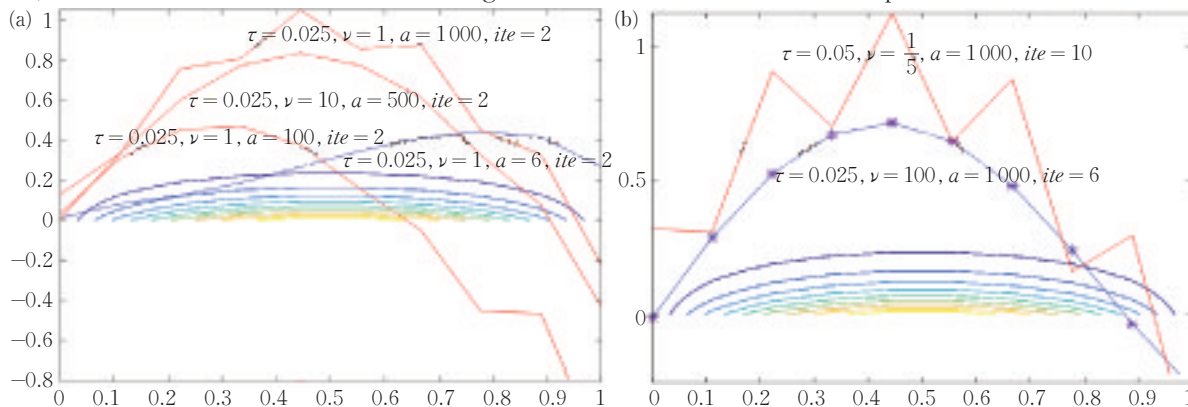 (a)
1
0.8
0.6
0.4
0.2
0
−0.2
−0.4
−0.6
−0.8
τ=0.025, ν=1, a=1000, ite=2
τ=0.025, ν=10, a=500, ite=2
τ=0.025, ν=1, a=100, ite=2
τ=0.025, ν=1, a=6, ite=2
0 0.1 0.2 0.3 0.4 0.5 0.6 0.7 0.8 0.9 1
(b)
1
0.5
0
τ=0.05, ν=1/5, a=1000, ite=10
τ=0.025, ν=100, a=1000, ite=6
0 0.1 0.2 0.3 0.4 0.5 0.6 0.7 0.8 0.9 1